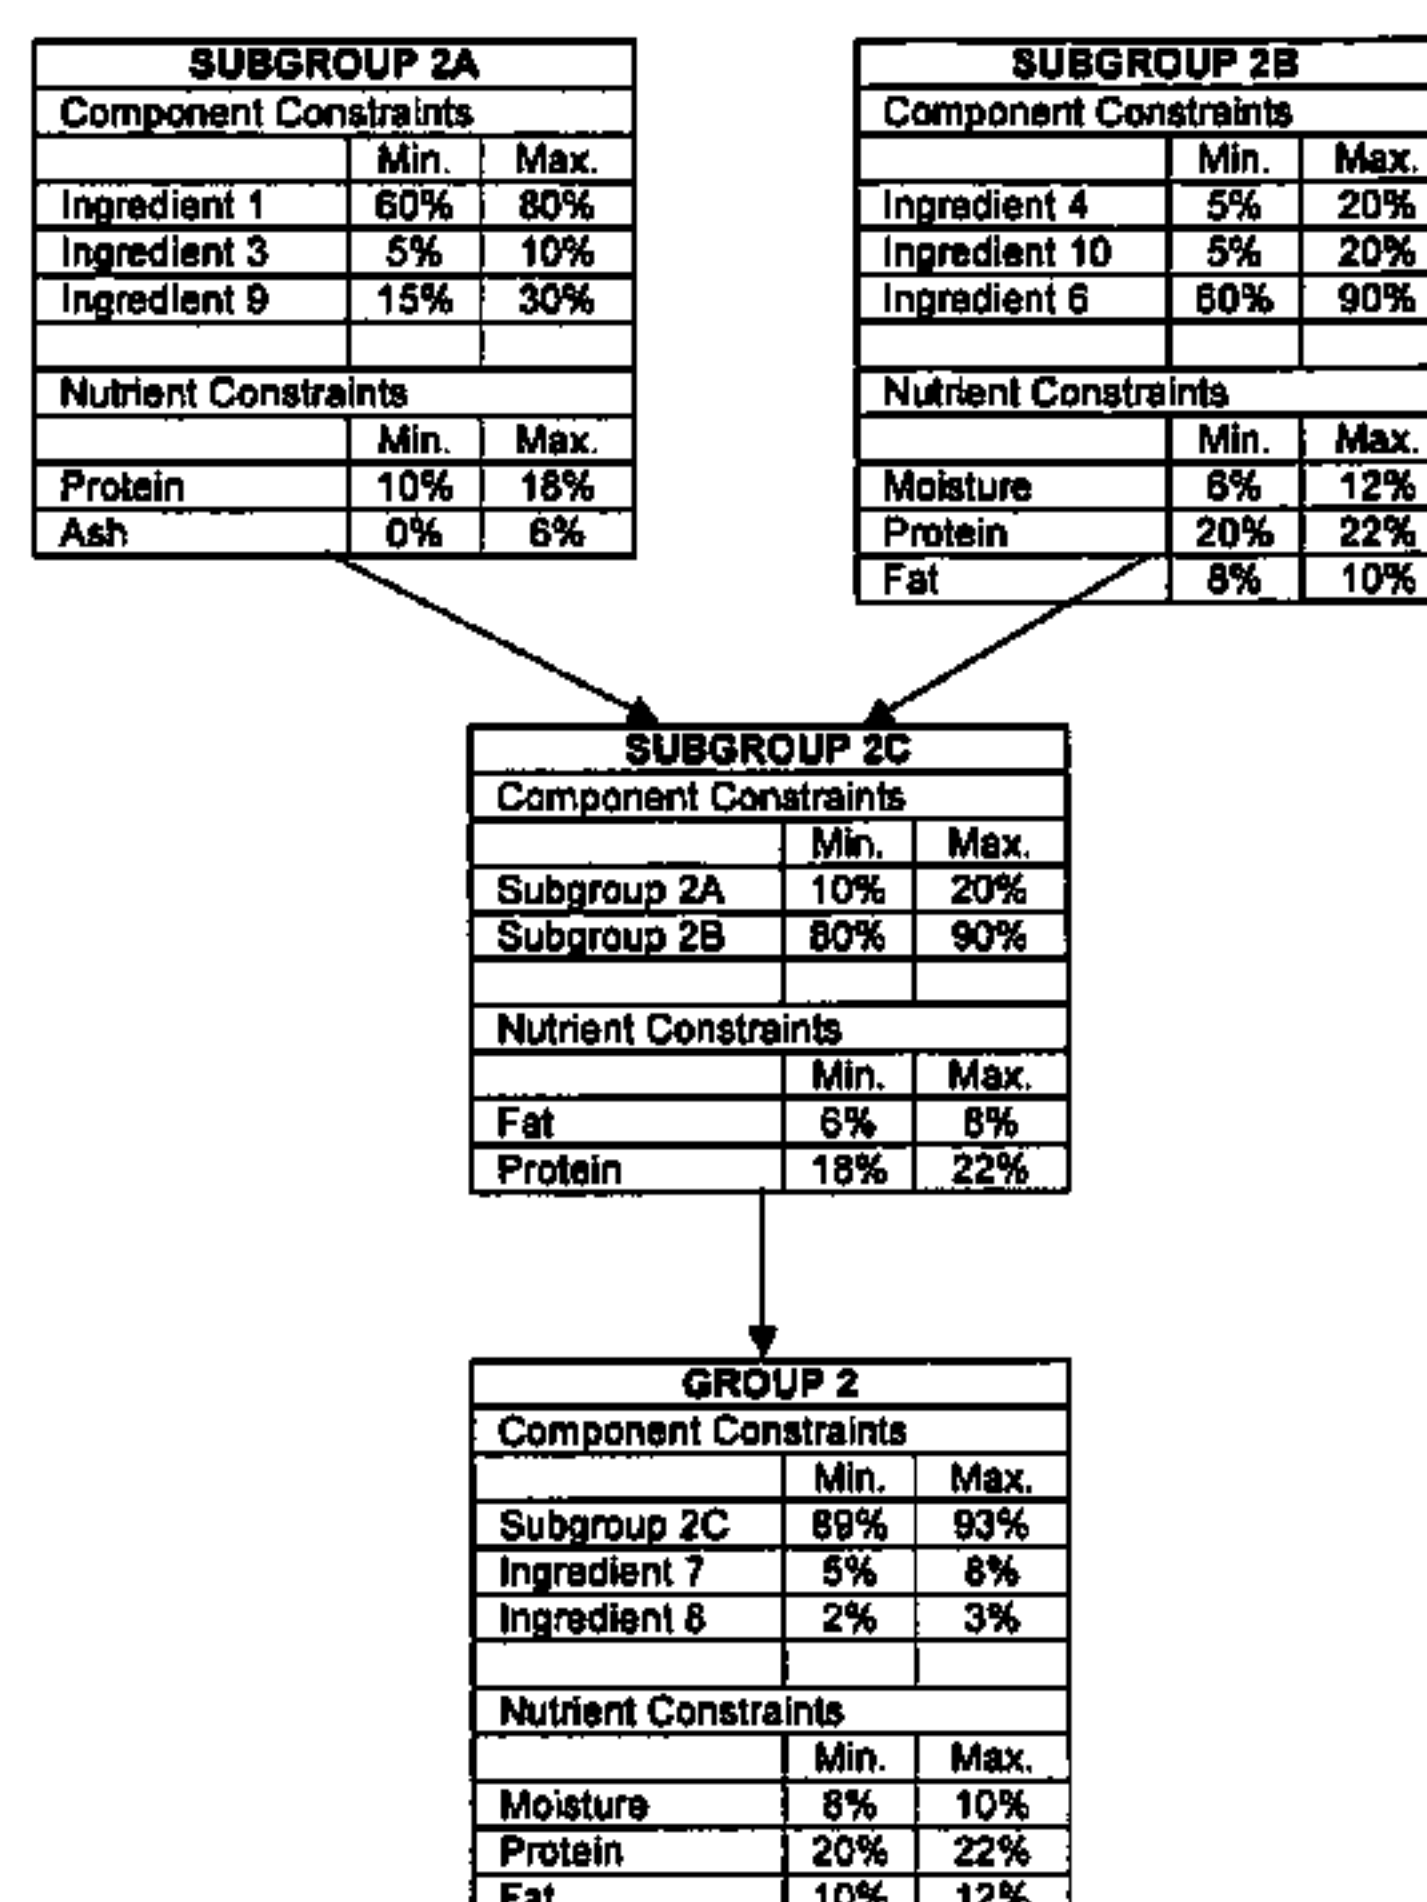 SUBGROUP 2A
Component Constraints
Min. Max.
Ingredient 1 60% 80%
Ingredient 3 5% 10%
Ingredient 9 15% 30%
Nutrient Constraints
Min. Max.
Protein 10% 18%
Ash 0% 6%
SUBGROUP 2B
Component Constraints
Min. Max.
Ingredient 4 5% 20%
Ingredient 10 5% 20%
Ingredient 6 60% 90%
Nutrient Constraints
Min. Max.
Moisture 12%
Protein 20% 22%
Fat 8% 10%
SUBGROUP 2C
Component Constraints
Min. Max.
Subgroup 2A 10% 20%
Subgroup 2B 80% 90%
Nutrient Constraints
Min. Max.
Fat 6% 8%
Protein 18% 22%
GROUP 2
Component Constraints
Min. Max.
Subgroup 2C 89% 93%
Ingredient 7 5% 8%
Ingredient 8 2% 3%
Nutrient Constraints
Min. Max.
Moisture 8% 10%
Protein 20% 22%
Fat 10% 12%